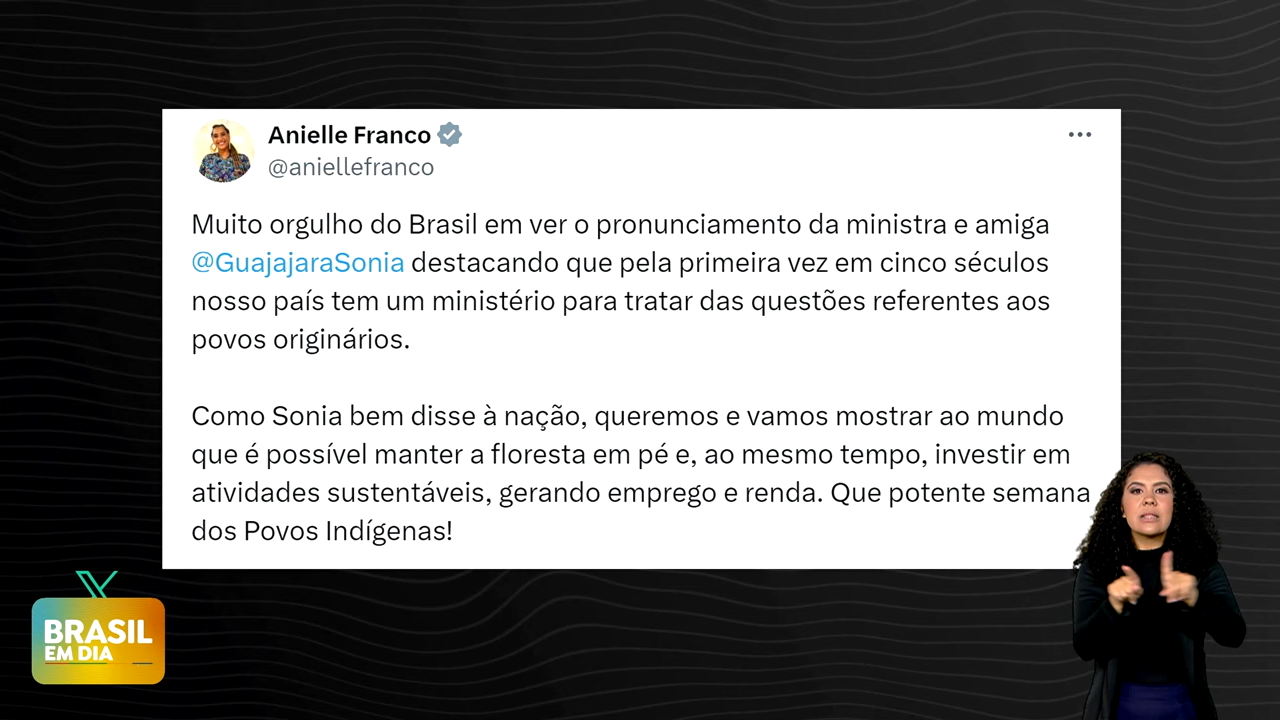 Anielle Franco
@aniellefranco
Muito orgulho do Brasil em ver o pronunciamento da ministra e amiga
@GuajajaraSonia destacando que pela primeira vez em cinco séculos
nosso país tem um ministério para tratar das questões referentes aos
povos originários.
Como Sonia bem disse à nação, queremos e vamos mostrar ao mundo
que é possível manter a floresta em pé e, ao mesmo tempo, investir em
atividades sustentáveis, gerando emprego e renda. Que potente semana
dos Povos Indígenas!
BRASIL
EM DIA